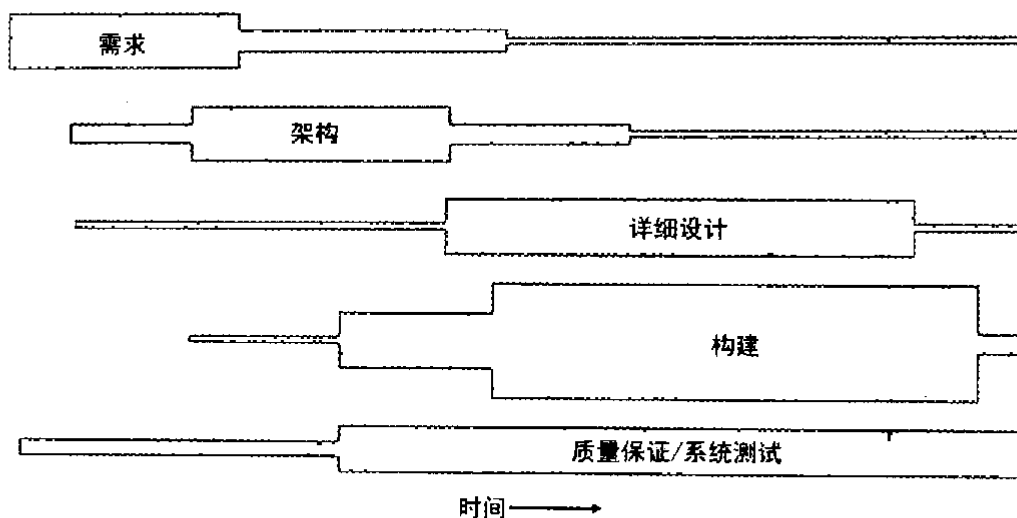 需求
架构
详细设计
构建
质量保证/系统测试
时间